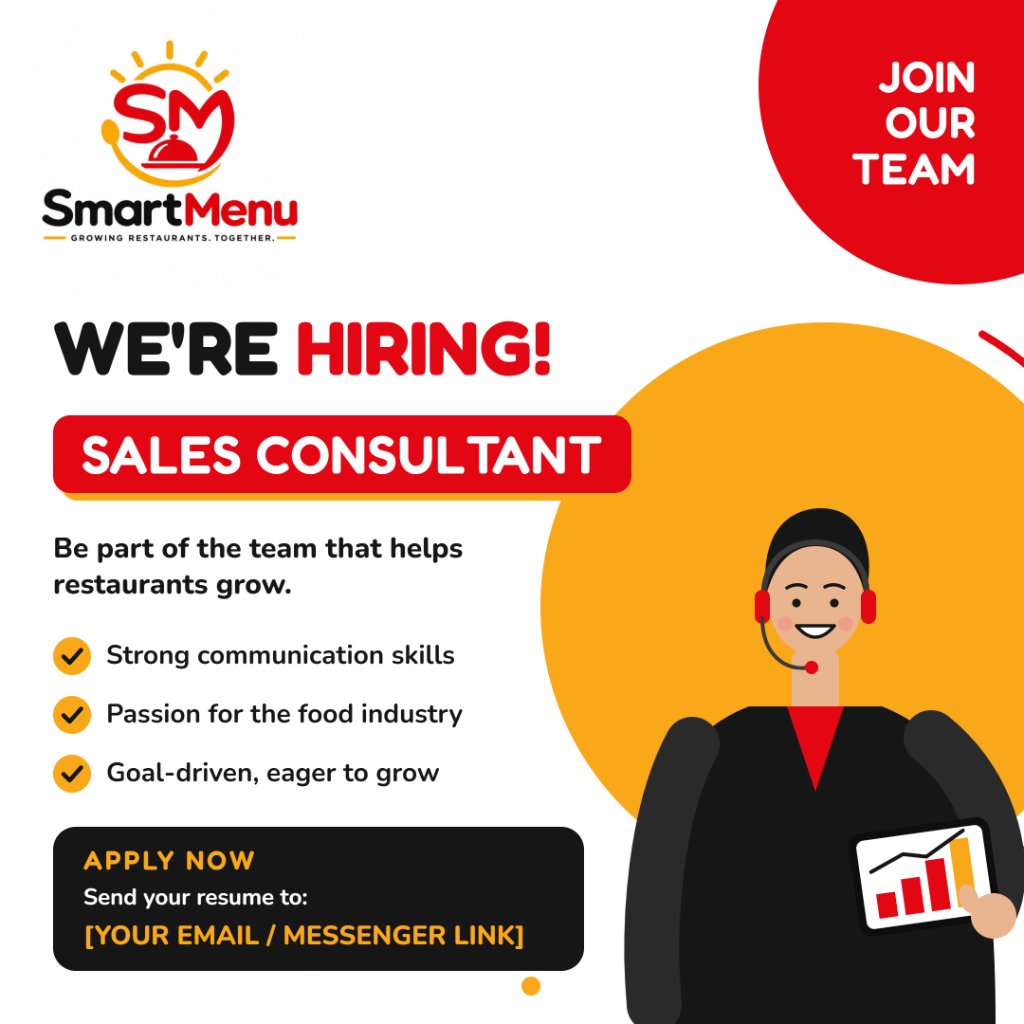 SM
SmartMenu
GROWING RESTAURANTS. TOGETHER.
JOIN
OUR
TEAM
WE'RE HIRING!
SALES CONSULTANT
Be part of the team that helps
restaurants grow.
Strong communication skills
Passion for the food industry
Goal-driven, eager to grow
APPLY NOW
Send your resume to:
[YOUR EMAIL / MESSENGER LINK]